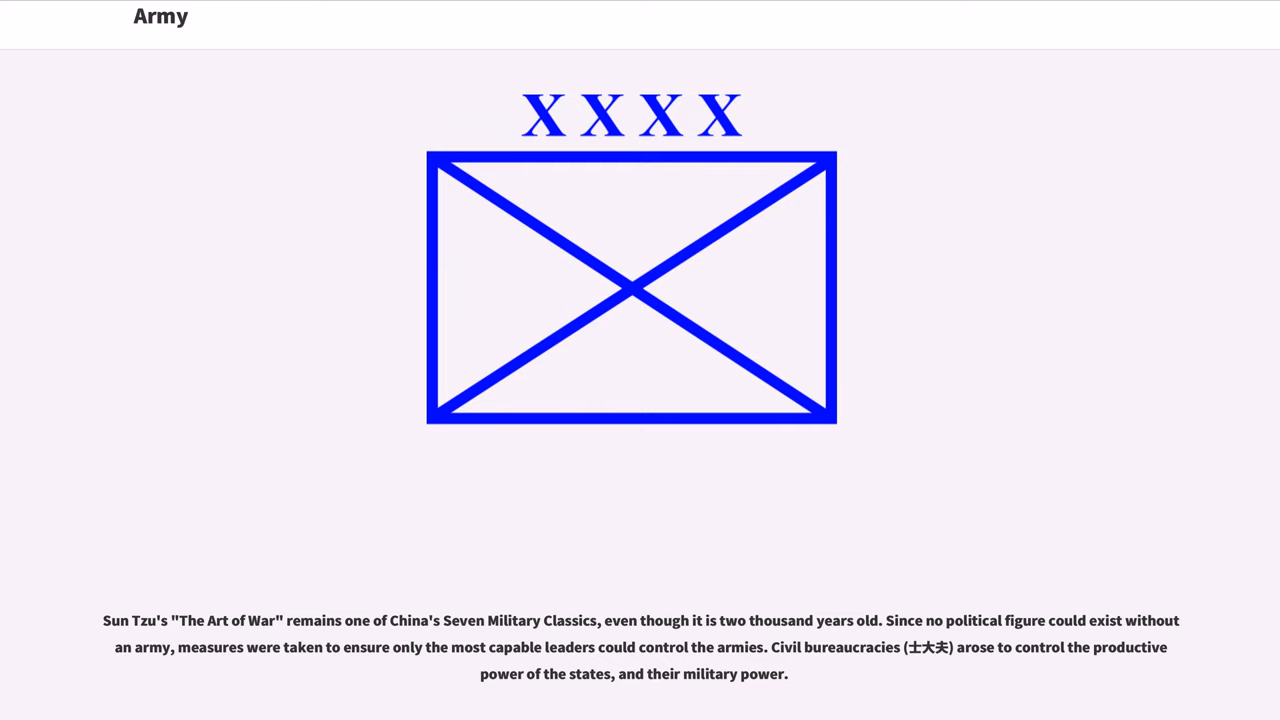 Army
X X X X
Sun Tzu's "The Art of War" remains one of China's Seven Military Classics, even though it is two thousand years old. Since no political figure could exist without
an army, measures were taken to ensure only the most capable leaders could control the armies. Civil bureaucracies (士大夫) arose to control the productive
power of the states, and their military power.